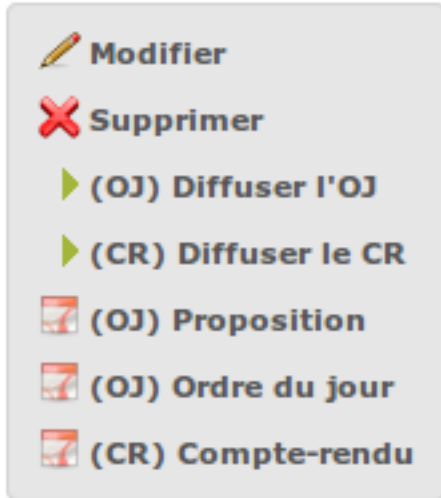 Modifier
Supprimer
(OJ) Diffuser l'OJ
(CR) Diffuser le CR
(OJ) Proposition
(OJ) Ordre du jour
(CR) Compte-rendu